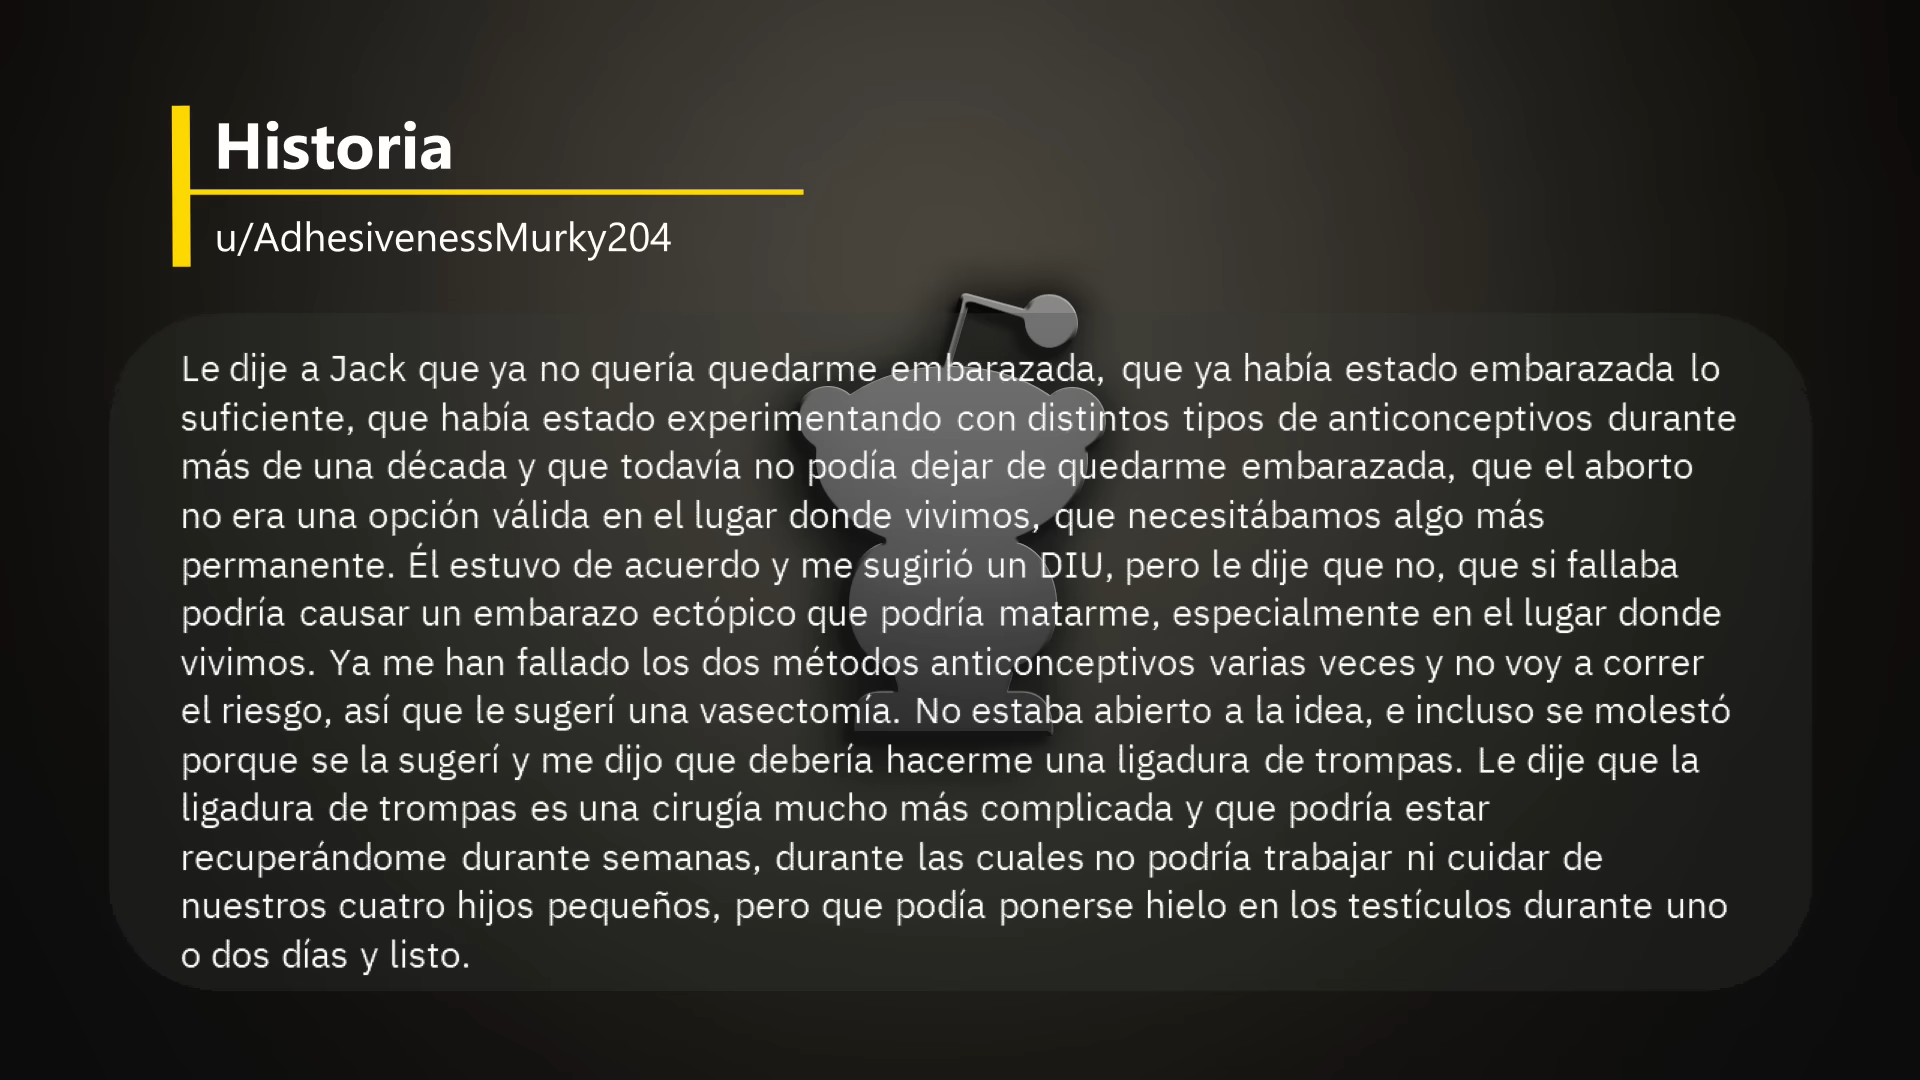 Historia
u/AdhesivenessMurky204
Le dije a Jack que ya no quería quedarme embarazada, que ya había estado embarazada lo
suficiente, que había estado experimentando con distintos tipos de anticonceptivos durante
más de una década y que todavía no podía dejar de quedarme embarazada, que el aborto
no era una opción válida en el lugar donde vivimos, que necesitábamos algo más
permanente. Él estuvo de acuerdo y me sugirió un DIU, pero le dije que no, que si fallaba
podría causar un embarazo ectópico que podría matarme, especialmente en el lugar donde
vivimos. Ya me han fallado los dos métodos anticonceptivos varias veces y no voy a correr
el riesgo, así que le sugerí una vasectomía. No estaba abierto a la idea, e incluso se molestó
porque se la sugerí y me dijo que debería hacerme una ligadura de trompas. Le dije que la
ligadura de trompas es una cirugía mucho más complicada y que podría estar
recuperándome durante semanas, durante las cuales no podría trabajar ni cuidar de
nuestros cuatro hijos pequeños, pero que podía ponerse hielo en los testículos durante uno
o dos días y listo.